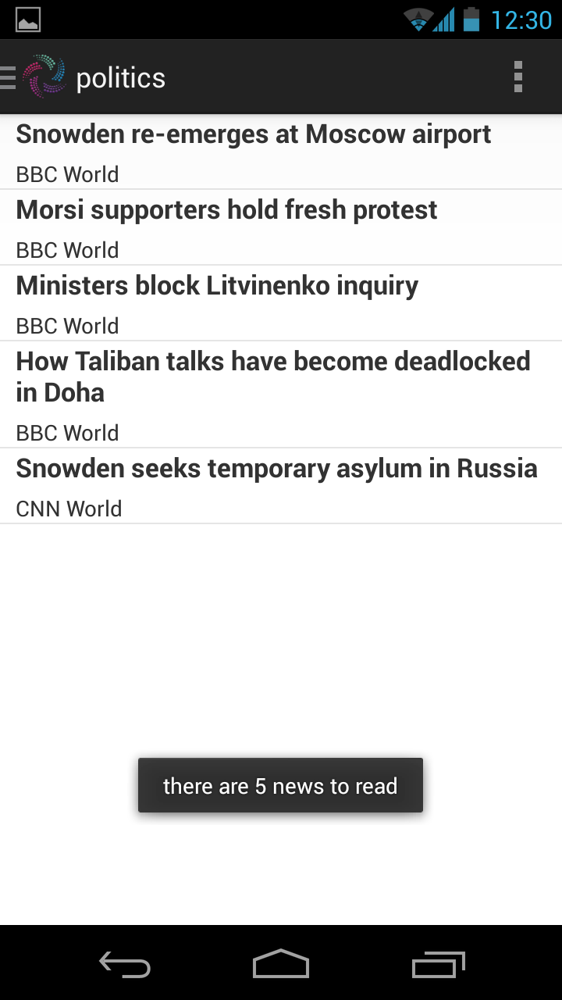 12:30
politics
Snowden re-emerges at Moscow airport
BBC World
Morsi supporters hold fresh protest
BBC World
Ministers block Litvinenko inquiry
BBC World
How Taliban talks have become deadlocked
in Doha
BBC World
Snowden seeks temporary asylum in Russia
CNN World
there are 5 news to read